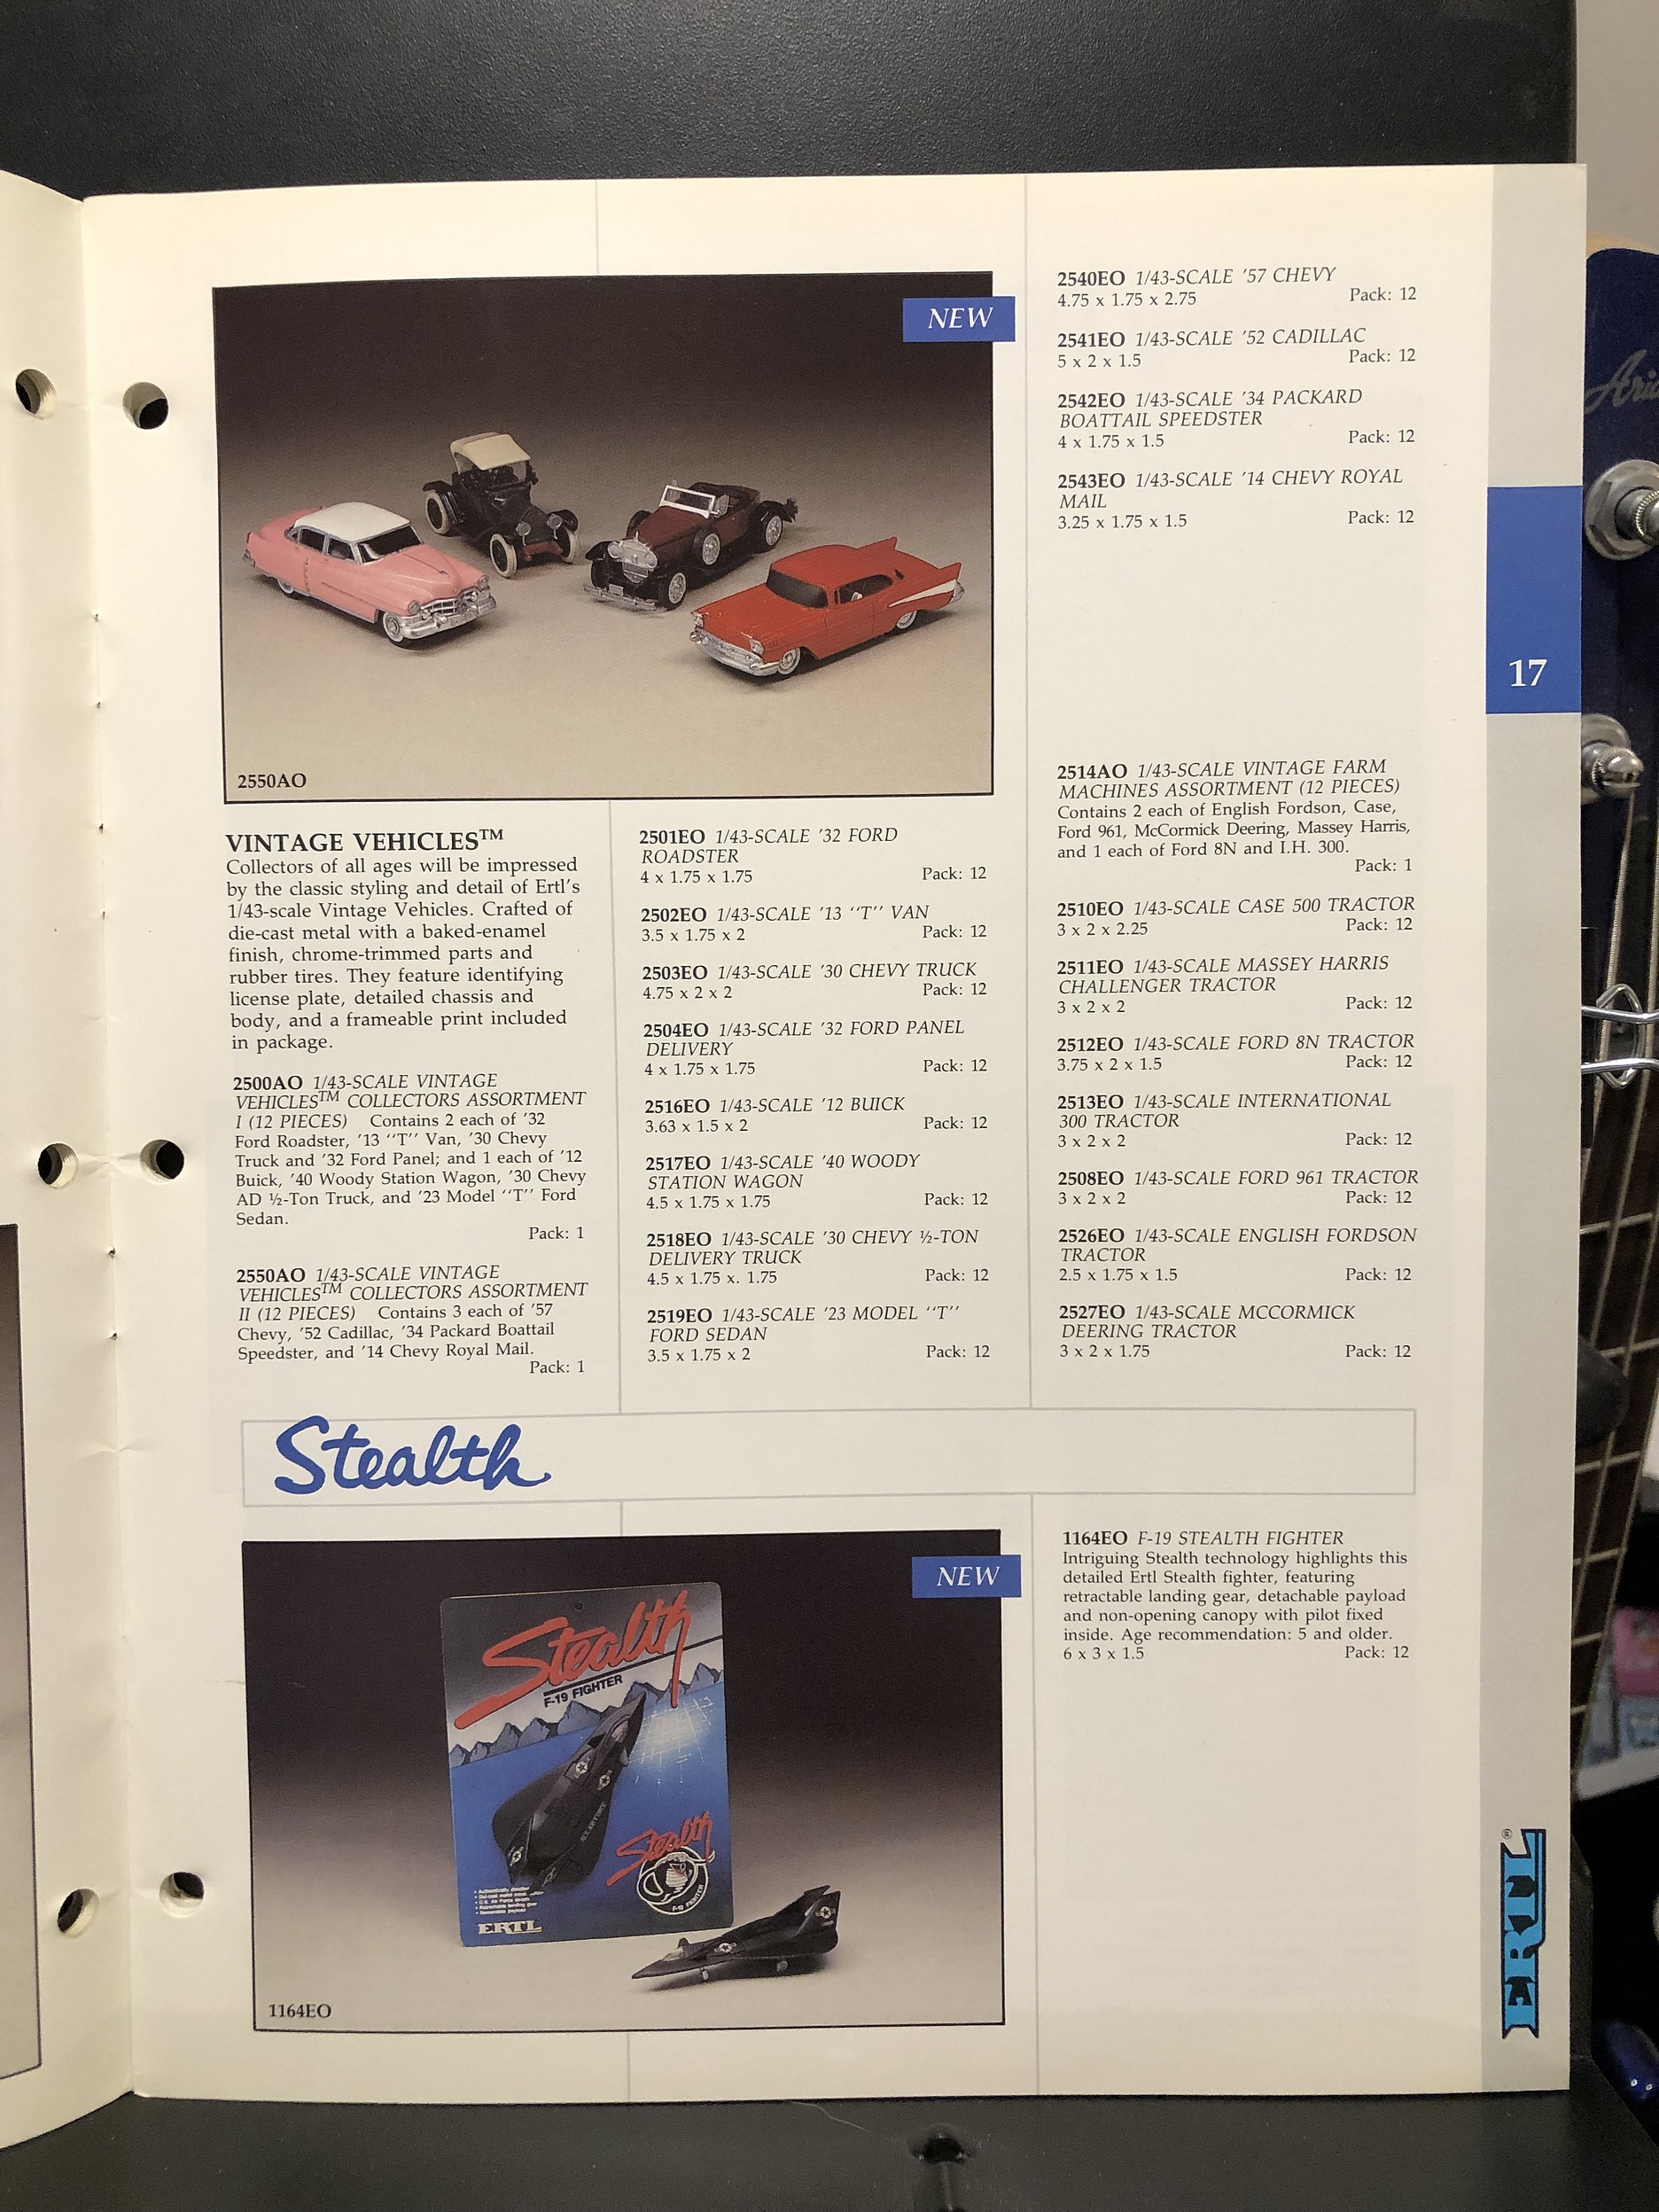 NEW
2550AO
VINTAGE VEHICLES™
Collectors of all ages will be impressed
by the classic styling and detail of Ertl's
1/43-scale Vintage Vehicles. Crafted of
die-cast metal with a baked-enamel
finish, chrome-trimmed parts and
rubber tires. They feature identifying
license plate, detailed chassis and
body, and a frameable print included
in package.
2500AO 1/43-SCALE VINTAGE
VEHICLES™ COLLECTORS ASSORTMENT
I (12 PIECES) Contains 2 each of '32
Ford Roadster, '13 "T" Van, '30 Chevy
Truck and '32 Ford Panel; and 1 each of '12
Buick, '40 Woody Station Wagon, '30 Chevy
AD ½-Ton Truck, and '23 Model "T" Ford
Sedan.
Pack: 1
2550AO 1/43-SCALE VINTAGE
VEHICLES™ COLLECTORS ASSORTMENT
II (12 PIECES) Contains 3 each of '57
Chevy, '52 Cadillac, '34 Packard Boattail
Speedster, and '14 Chevy Royal Mail.
Pack: 1
2501EO 1/43-SCALE '32 FORD
ROADSTER
4 x 1.75 x 1.75 Pack: 12
2502EO 1/43-SCALE '13 "T" VAN
3.5 x 1.75 x 2 Pack: 12
2503EO 1/43-SCALE '30 CHEVY TRUCK
4.75 x 2 x 2 Pack: 12
2504EO 1/43-SCALE '32 FORD PANEL
DELIVERY
4 x 1.75 x 1.75 Pack: 12
2516EO 1/43-SCALE '12 BUICK
3.63 x 1.5 x 2 Pack: 12
2517EO 1/43-SCALE '40 WOODY
STATION WAGON
4.5 x 1.75 x 1.75 Pack: 12
2518EO 1/43-SCALE '30 CHEVY ½-TON
DELIVERY TRUCK
4.5 x 1.75 x. 1.75 Pack: 12
2519EO 1/43-SCALE '23 MODEL "T"
FORD SEDAN
3.5 x 1.75 x 2 Pack: 12
2540EO 1/43-SCALE '57 CHEVY
4.75 x 1.75 x 2.75 Pack: 12
2541EO 1/43-SCALE '52 CADILLAC
5 x 2 x 1.5 Pack: 12
2542EO 1/43-SCALE '34 PACKARD
BOATTAIL SPEEDSTER
4 x 1.75 x 1.5 Pack: 12
2543EO 1/43-SCALE '14 CHEVY ROYAL
MAIL
3.25 x 1.75 x 1.5 Pack: 12
2514AO 1/43-SCALE VINTAGE FARM
MACHINES ASSORTMENT (12 PIECES)
Contains 2 each of English Fordson, Case,
Ford 961, McCormick Deering, Massey Harris,
and 1 each of Ford 8N and I.H. 300.
Pack: 1
2510EO 1/43-SCALE CASE 500 TRACTOR
3 x 2 x 2.25 Pack: 12
2511EO 1/43-SCALE MASSEY HARRIS
CHALLENGER TRACTOR
3 x 2 x 2 Pack: 12
2512EO 1/43-SCALE FORD 8N TRACTOR
3.75 x 2 x 1.5 Pack: 12
2513EO 1/43-SCALE INTERNATIONAL
300 TRACTOR
3 x 2 x 2 Pack: 12
2508EO 1/43-SCALE FORD 961 TRACTOR
3 x 2 x 2 Pack: 12
2526EO 1/43-SCALE ENGLISH FORDSON
TRACTOR
2.5 x 1.75 x 1.5 Pack: 12
2527EO 1/43-SCALE MCCORMICK
DEERING TRACTOR
3 x 2 x 1.75 Pack: 12
17
Stealth
NEW
Stealth
F-19 FIGHTER
U.S. AIR FORCE
Stealth
F-19 FIGHTER
ERTL
1164EO
1164EO F-19 STEALTH FIGHTER
Intriguing Stealth technology highlights this
detailed Ertl Stealth fighter, featuring
retractable landing gear, detachable payload
and non-opening canopy with pilot fixed
inside. Age recommendation: 5 and older.
6 x 3 x 1.5 Pack: 12
ERTL®